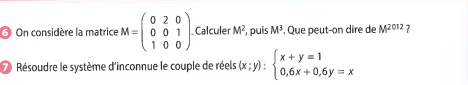 6 On considère la matrice M = ( 0 2 0
0 0 1
1 0 0 ). Calculer M², puis M³. Que peut-on dire de M²⁰¹² ?
7 Résoudre le système d'inconnue le couple de réels (x ; y) : { x + y = 1
0,6x + 0,6y = x